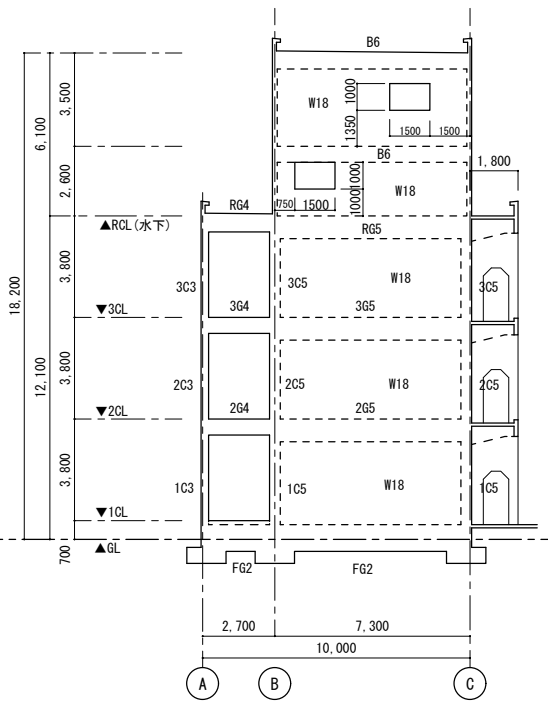 B6
3,500
W18
1000
1350
1500
1500
6,100
B6
1,800
2,600
W18
1000
750
1500
1000
RG4
▲RCL(水下)
RG5
18,200
3,800
3C3
3C5
W18
3C5
3G4
3G5
▼3CL
12,100
3,800
2C3
2C5
W18
2C5
2G4
2G5
▼2CL
3,800
1C3
1C5
W18
1C5
▼1CL
700
▲GL
FG2
FG2
2,700
7,300
10,000
A
B
C